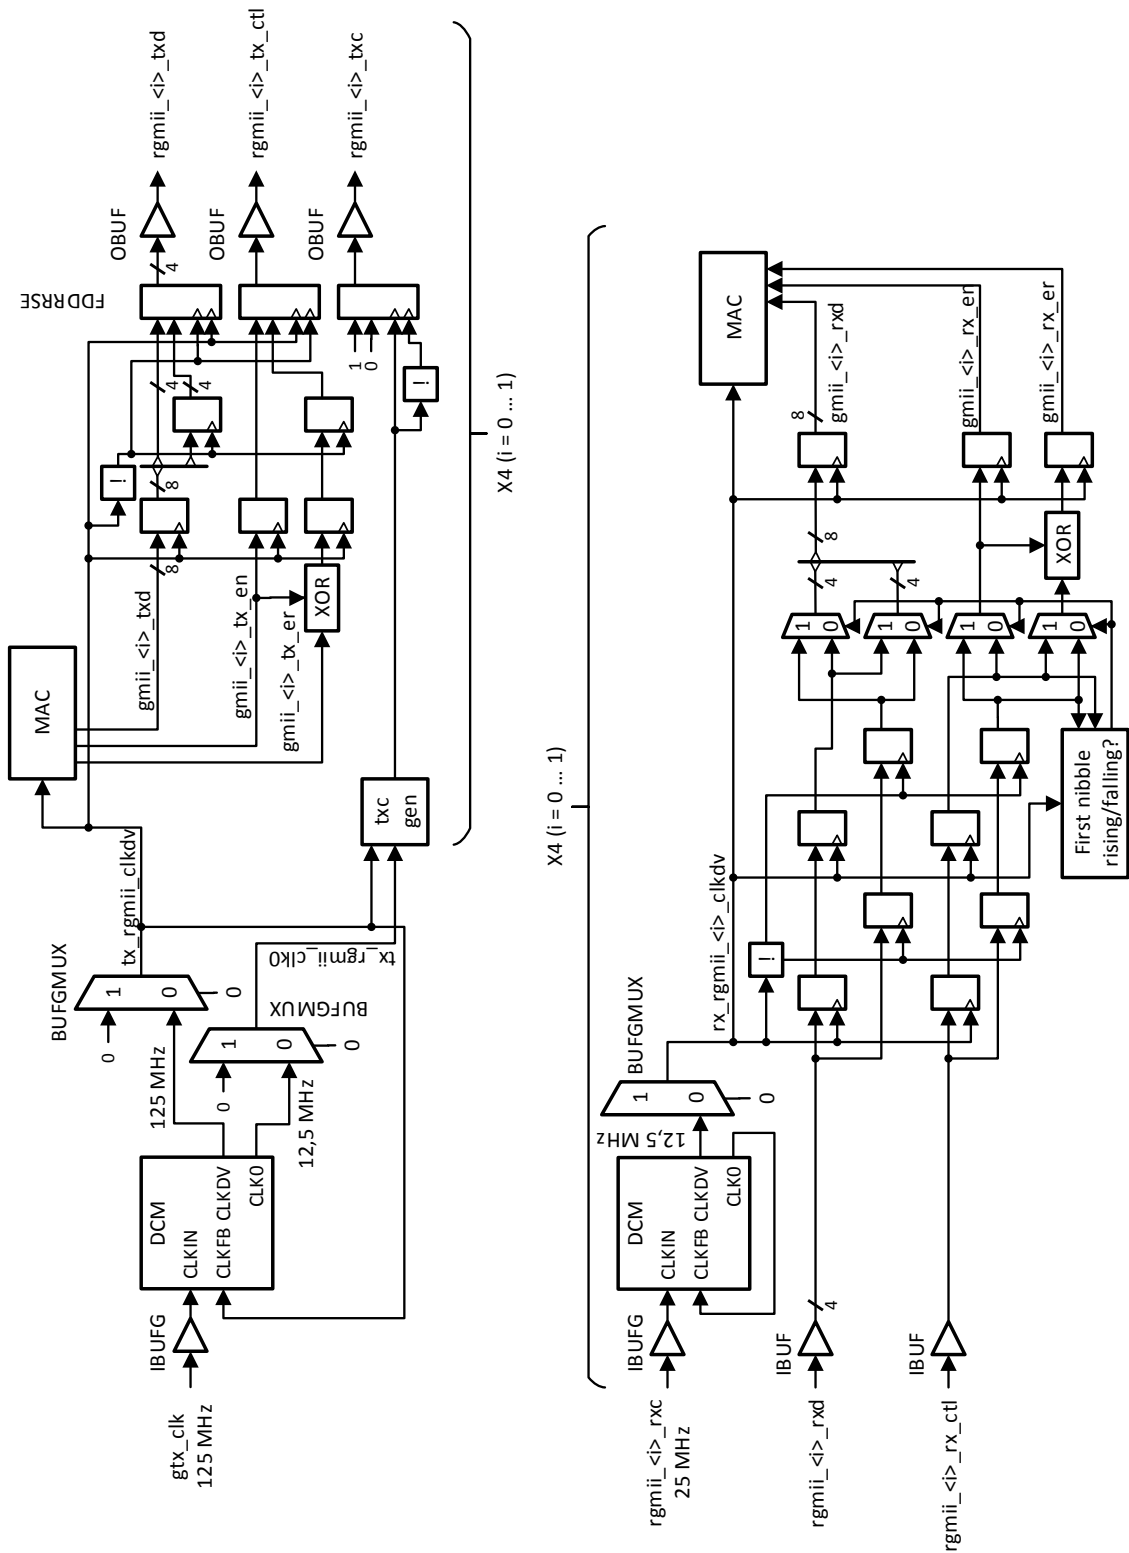 gtx_clk
125 MHz
IBUFG
DCM
CLKIN
CLKFB
CLKDV
CLK0
125 MHz
12,5 MHz
BUFGMUX
0
1
0
0
BUFGMUX
0
1
0
0
tx_rgmii_clkdv
tx_rgmii_clk0
MAC
txc
gen
gmii_<i>_txd
gmii_<i>_tx_en
gmii_<i>_tx_er
8
XOR
i
8
4
4
1
0
i
FDDRRSE
4
OBUF
OBUF
OBUF
rgmii_<i>_txd
rgmii_<i>_tx_ctl
rgmii_<i>_txc
X4 (i = 0 ... 1)
X4 (i = 0 ... 1)
rgmii_<i>_rxc
25 MHz
IBUFG
DCM
CLKIN
CLKFB
CLKDV
CLK0
12,5 MHz
BUFGMUX
1
0
0
rx_rgmii_<i>_clkdv
rgmii_<i>_rxd
IBUF
4
rgmii_<i>_rx_ctl
IBUF
i
First nibble
rising/falling?
1
0
1
0
1
0
1
0
4
4
8
XOR
8
gmii_<i>_rxd
gmii_<i>_rx_en
gmii_<i>_rx_er
MAC